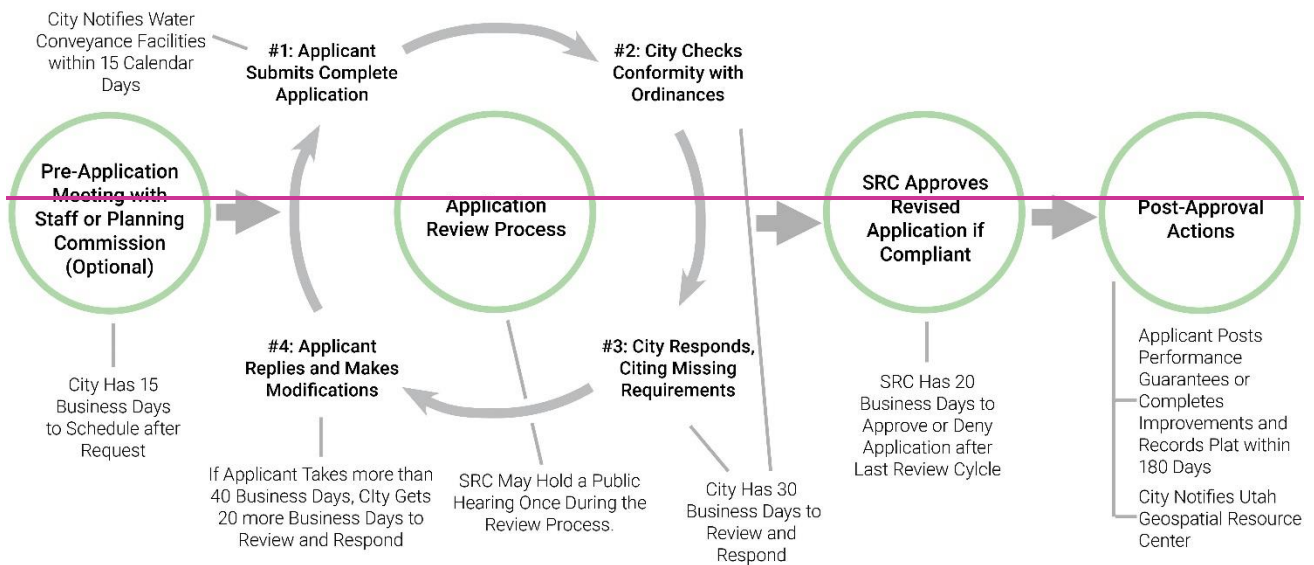 City Notifies Water
Conveyance Facilities
within 15 Calendar
Days
#1: Applicant
Submits Complete
Application
#2: City Checks
Conformity with
Ordinances
Pre-Application
Meeting with
Staff or Planning
Commission
(Optional)
Application
Review Process
SRC Approves
Revised
Application if
Compliant
Post-Approval
Actions
#4: Applicant
Replies and Makes
Modifications
#3: City Responds,
Citing Missing
Requirements
City Has 15
Business Days
to Schedule after
Request
If Applicant Takes more than
40 Business Days, CIty Gets
20 more Business Days to
Review and Respond
SRC May Hold a Public
Hearing Once During the
Review Process.
City Has 30
Business Days to
Review and
Respond
SRC Has 20
Business Days to
Approve or Deny
Application after
Last Review Cylcle
Applicant Posts
Performance
Guarantees or
Completes
Improvements and
Records Plat within
180 Days
City Notifies Utah
Geospatial Resource
Center